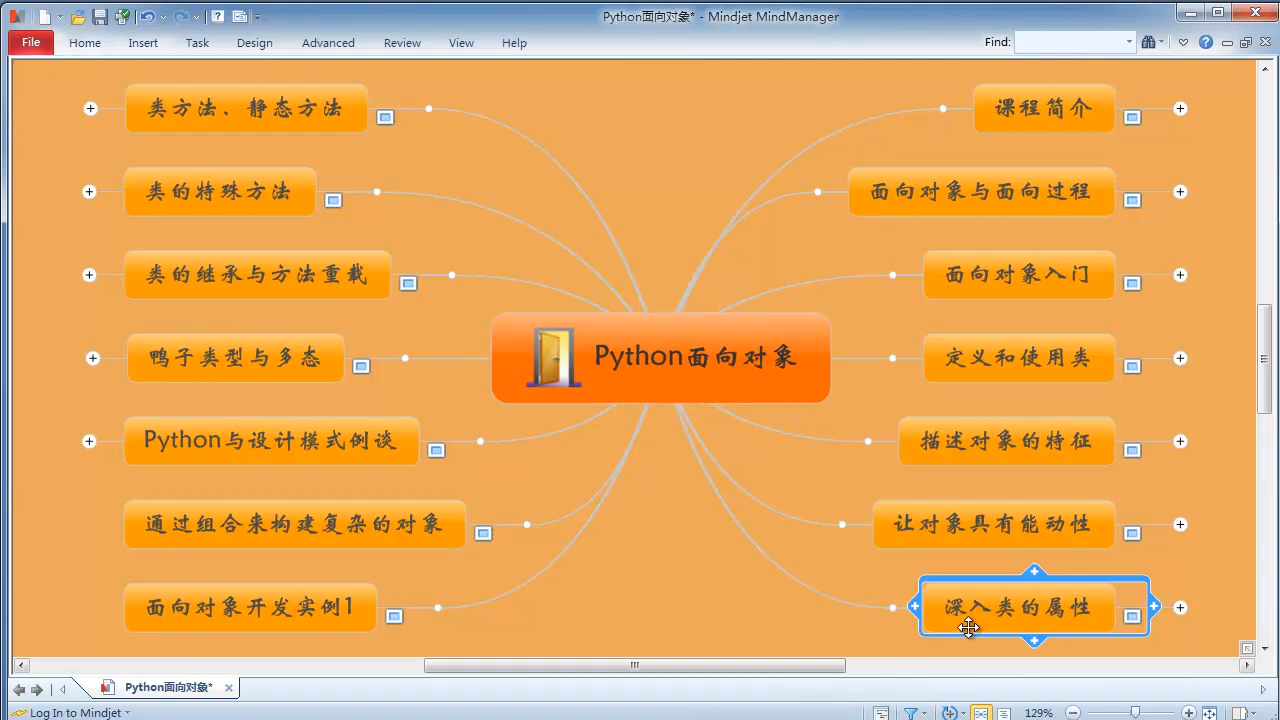 Python面向对象* - Mindjet MindManager
File Home Insert Task Design Advanced Review View Help Find:
类方法、静态方法
类的特殊方法
类的继承与方法重载
鸭子类型与多态
Python与设计模式例谈
通过组合来构建复杂的对象
面向对象开发实例1
Python面向对象
课程简介
面向对象与面向过程
面向对象入门
定义和使用类
描述对象的特征
让对象具有能动性
深入类的属性
Python面向对象*
Log In to Mindjet 129%